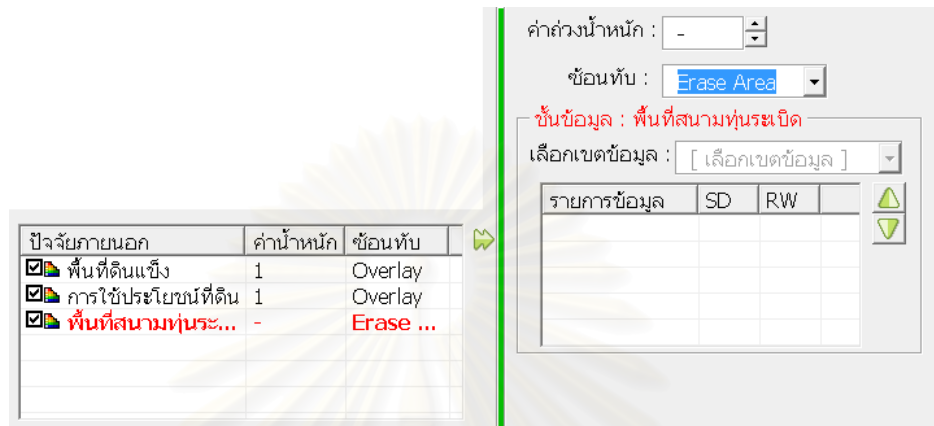 ค่าถ่วงน้ำหนัก : -
ซ้อนทับ : Erase Area
ชั้นข้อมูล : พื้นที่สนามทุ่นระเบิด
เลือกเขตข้อมูล : [ เลือกเขตข้อมูล ]
รายการข้อมูล SD RW
ปัจจัยภายนอก ค่าน้ำหนัก ซ้อนทับ
พื้นที่ดินแข็ง 1 Overlay
การใช้ประโยชน์ที่ดิน 1 Overlay
พื้นที่สนามทุ่นระ... - Erase ...